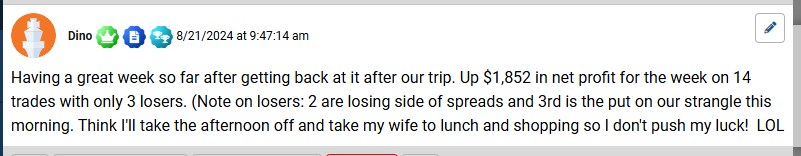 Dino 8/21/2024 at 9:47:14 am
Having a great week so far after getting back at it after our trip. Up $1,852 in net profit for the week on 14
trades with only 3 losers. (Note on losers: 2 are losing side of spreads and 3rd is the put on our strangle this
morning. Think I'll take the afternoon off and take my wife to lunch and shopping so I don't push my luck!  LOL